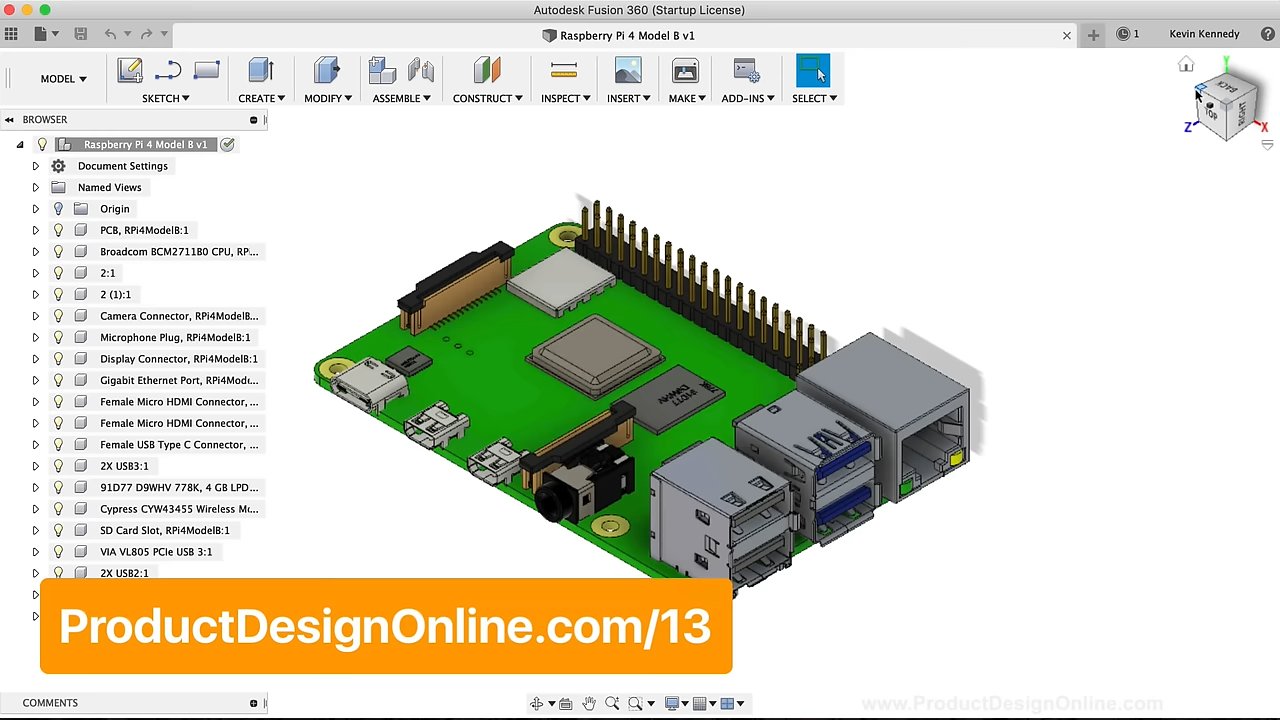 Autodesk Fusion 360 (Startup License)
Raspberry Pi 4 Model B v1
1
Kevin Kennedy
MODEL
SKETCH
CREATE
MODIFY
ASSEMBLE
CONSTRUCT
INSPECT
INSERT
MAKE
ADD-INS
SELECT
BROWSER
Y
BACK
TOP
RIGHT
Z
X
Raspberry Pi 4 Model B v1
Document Settings
Named Views
Origin
PCB, RPi4ModelB:1
Broadcom BCM2711B0 CPU, RP...
2:1
2 (1):1
Camera Connector, RPi4ModelB...
Microphone Plug, RPi4ModelB:1
Display Connector, RPi4ModelB:1
Gigabit Ethernet Port, RPi4Mode...
Female Micro HDMI Connector, ...
Female Micro HDMI Connector, ...
Female USB Type C Connector, ...
2X USB3:1
91D77 D9WHV 778K, 4 GB LPD...
Cypress CYW43455 Wireless Mo...
SD Card Slot, RPi4ModelB:1
VIA VL805 PCIe USB 3:1
2X USB2:1
ProductDesignOnline.com/13
COMMENTS
www.ProductDesignOnline.com